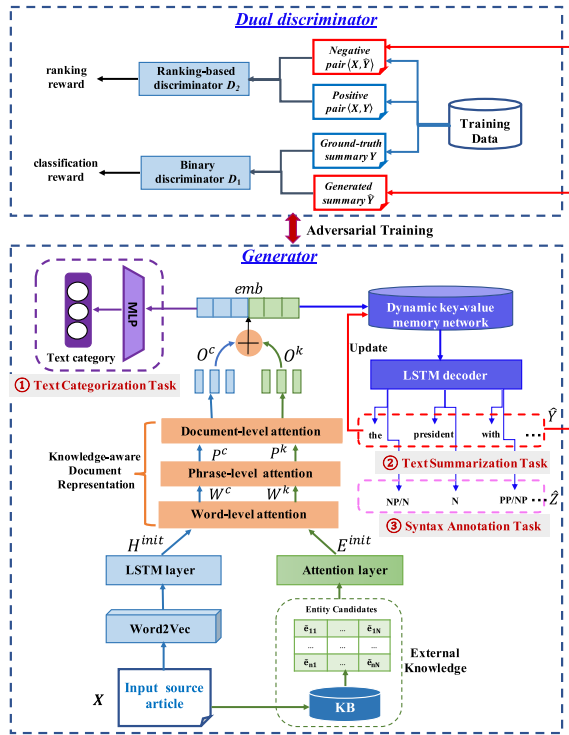 Dual discriminator
ranking
reward
Ranking-based
discriminator D2
Negative
pair⟨X, Ŷ⟩
Positive
pair⟨X,Y⟩
Training
Data
classification
reward
Binary
discriminator D1
Ground-truth
summary Y
Generated
summary Ŷ
Adversarial Training
Generator
MLP
Text category
① Text Categorization Task
emb
O^c
O^k
Dynamic key-value
memory network
Update
LSTM decoder
the
president
with
...
Ŷ
② Text Summarization Task
NP/N
N
PP/NP
...
Ẑ
③ Syntax Annotation Task
Knowledge-aware
Document
Representation
Document-level attention
P^c
P^k
Phrase-level attention
W^c
W^k
Word-level attention
H^init
E^init
LSTM layer
Attention layer
Word2Vec
Entity Candidates
ẽ11 ... ẽ1N
... ... ...
ẽn1 ... ẽnN
External
Knowledge
X
Input source
article
KB